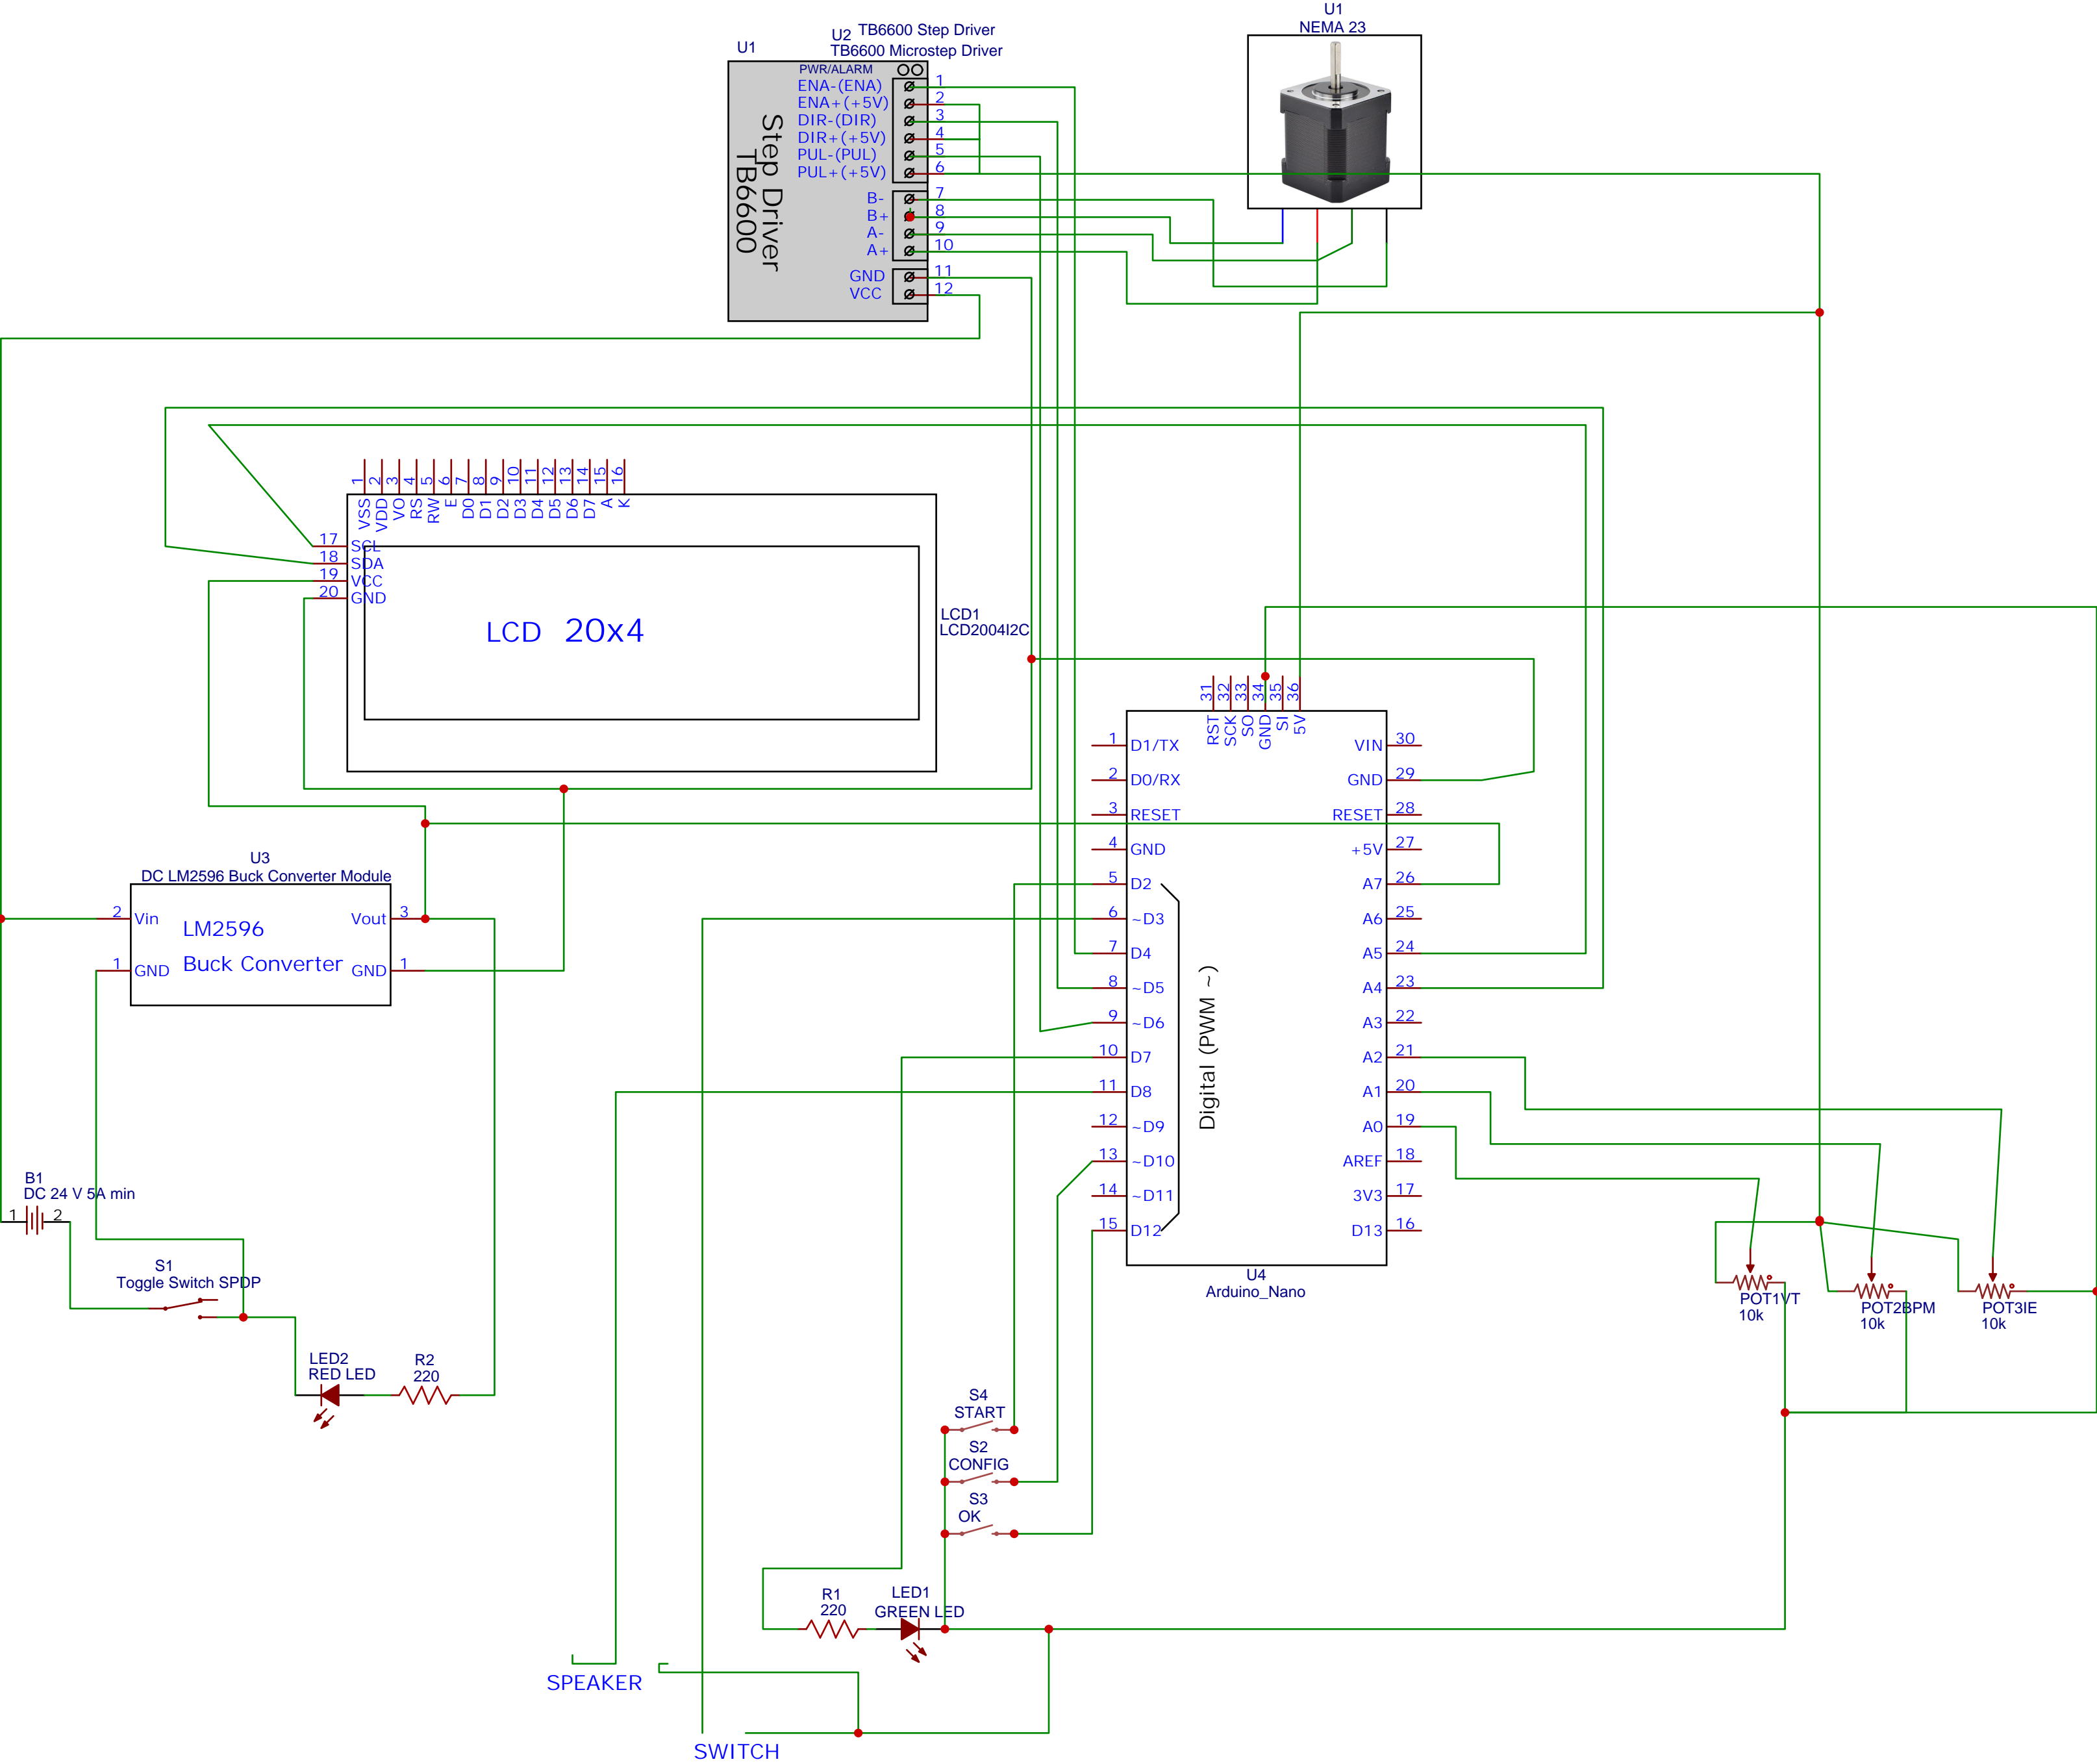 U1
NEMA 23
U2 TB6600 Step Driver
U1
TB6600 Microstep Driver
PWR/ALARM
ENA-(ENA) 1
ENA+(+5V) 2
DIR-(DIR) 3
DIR+(+5V) 4
PUL-(PUL) 5
PUL+(+5V) 6
B- 7
B+ 8
A- 9
A+ 10
GND 11
VCC 12
Step Driver
TB6600
1 2 3 4 5 6 7 8 9 10 11 12 13 14 15 16
VSS VDD VO RS RW E D0 D1 D2 D3 D4 D5 D6 D7 A K
17 SCL
18 SDA
19 VCC
20 GND
LCD 20x4
LCD1
LCD2004I2C
31 32 33 34 35 36
RST SCK SO GND SI 5V
1 D1/TX VIN 30
2 D0/RX GND 29
3 RESET RESET 28
4 GND +5V 27
5 D2 A7 26
6 ~D3 A6 25
7 D4 A5 24
8 ~D5 A4 23
9 ~D6 A3 22
10 D7 A2 21
11 D8 A1 20
12 ~D9 A0 19
13 ~D10 AREF 18
14 ~D11 3V3 17
15 D12 D13 16
Digital (PWM ~)
U4
Arduino_Nano
U3
DC LM2596 Buck Converter Module
2 Vin Vout 3
LM2596
1 GND Buck Converter GND 1
B1
DC 24 V 5A min
1 2
S1
Toggle Switch SPDP
LED2
RED LED
R2
220
POT1VT
10k
POT2BPM
10k
POT3IE
10k
S4
START
S2
CONFIG
S3
OK
R1
220
LED1
GREEN LED
SPEAKER
SWITCH